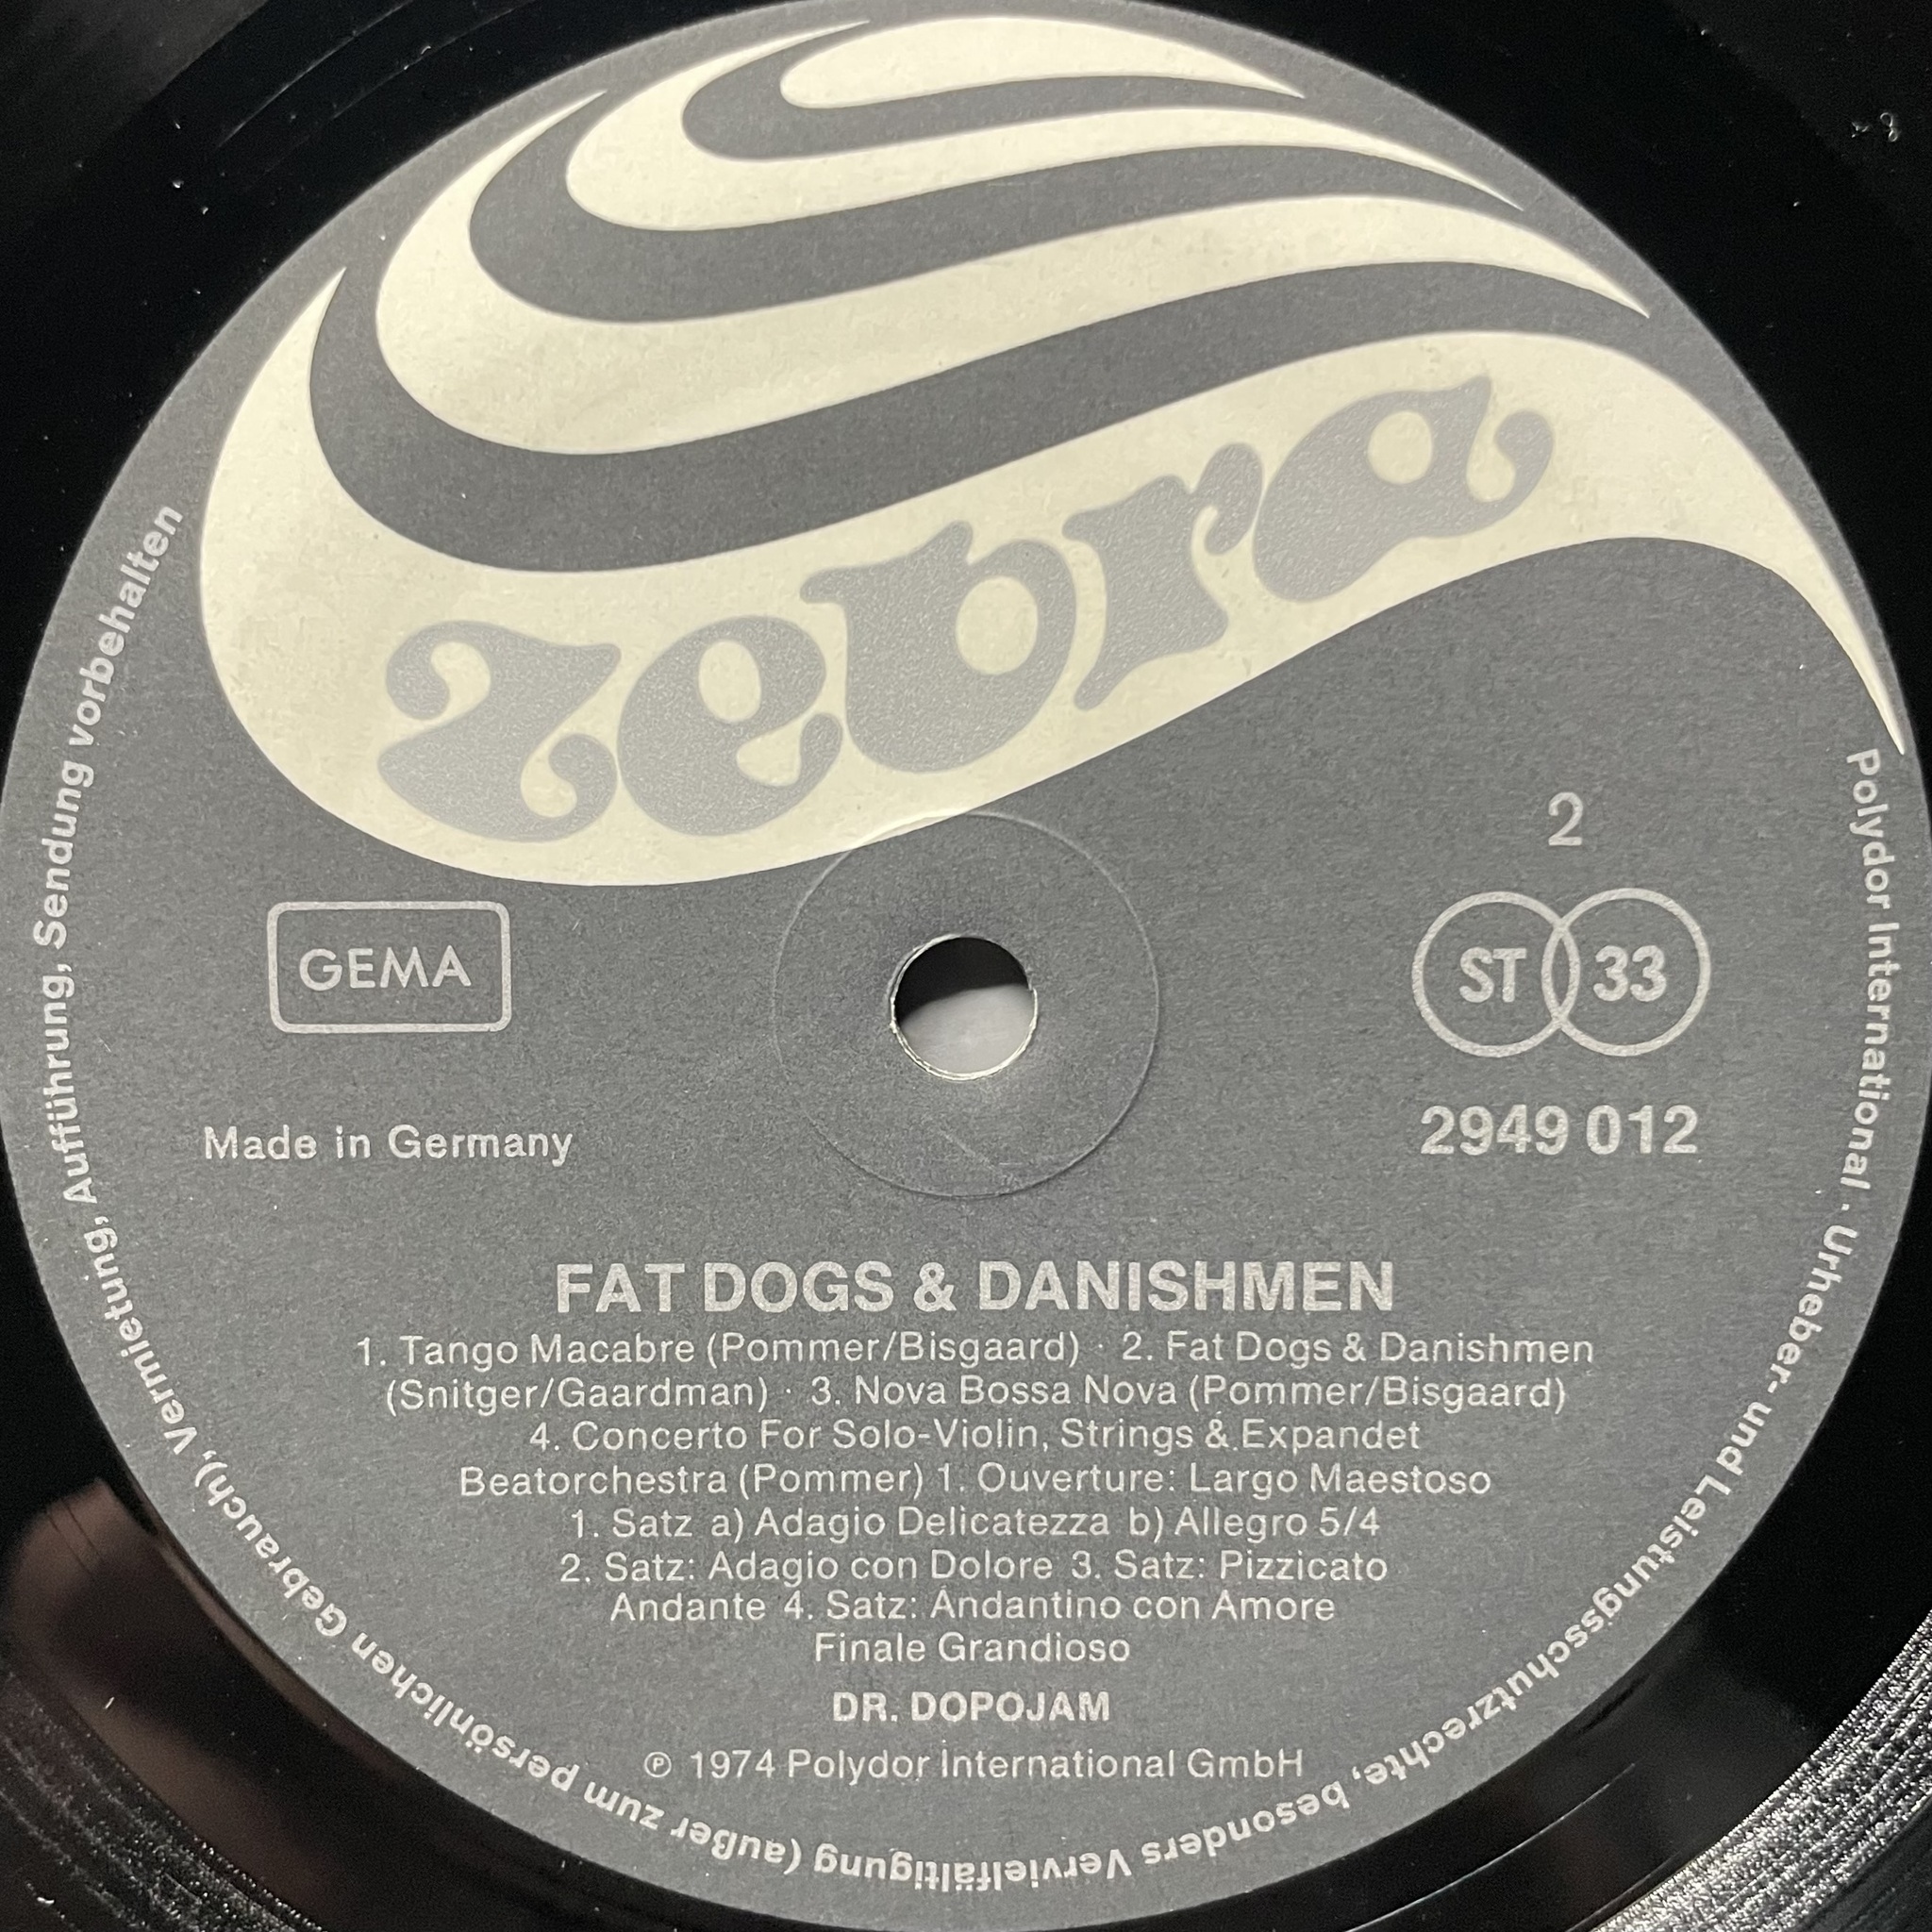 zebra
2
GEMA
ST 33
Made in Germany
2949 012
FAT DOGS & DANISHMEN
1. Tango Macabre (Pommer/Bisgaard) · 2. Fat Dogs & Danishmen
(Snitger/Gaardman) · 3. Nova Bossa Nova (Pommer/Bisgaard)
4. Concerto For Solo-Violin, Strings & Expandet
Beatorchestra (Pommer) 1. Ouverture: Largo Maestoso
1. Satz a) Adagio Delicatezza b) Allegro 5/4
2. Satz: Adagio con Dolore 3. Satz: Pizzicato
Andante 4. Satz: Andantino con Amore
Finale Grandioso
DR. DOPOJAM
℗ 1974 Polydor International GmbH
Polydor International · Urheber- und Leistungsschutzrechte, besonders Vervielfältigung (außer zum persönlichen Gebrauch), Vermietung, Aufführung, Sendung vorbehalten